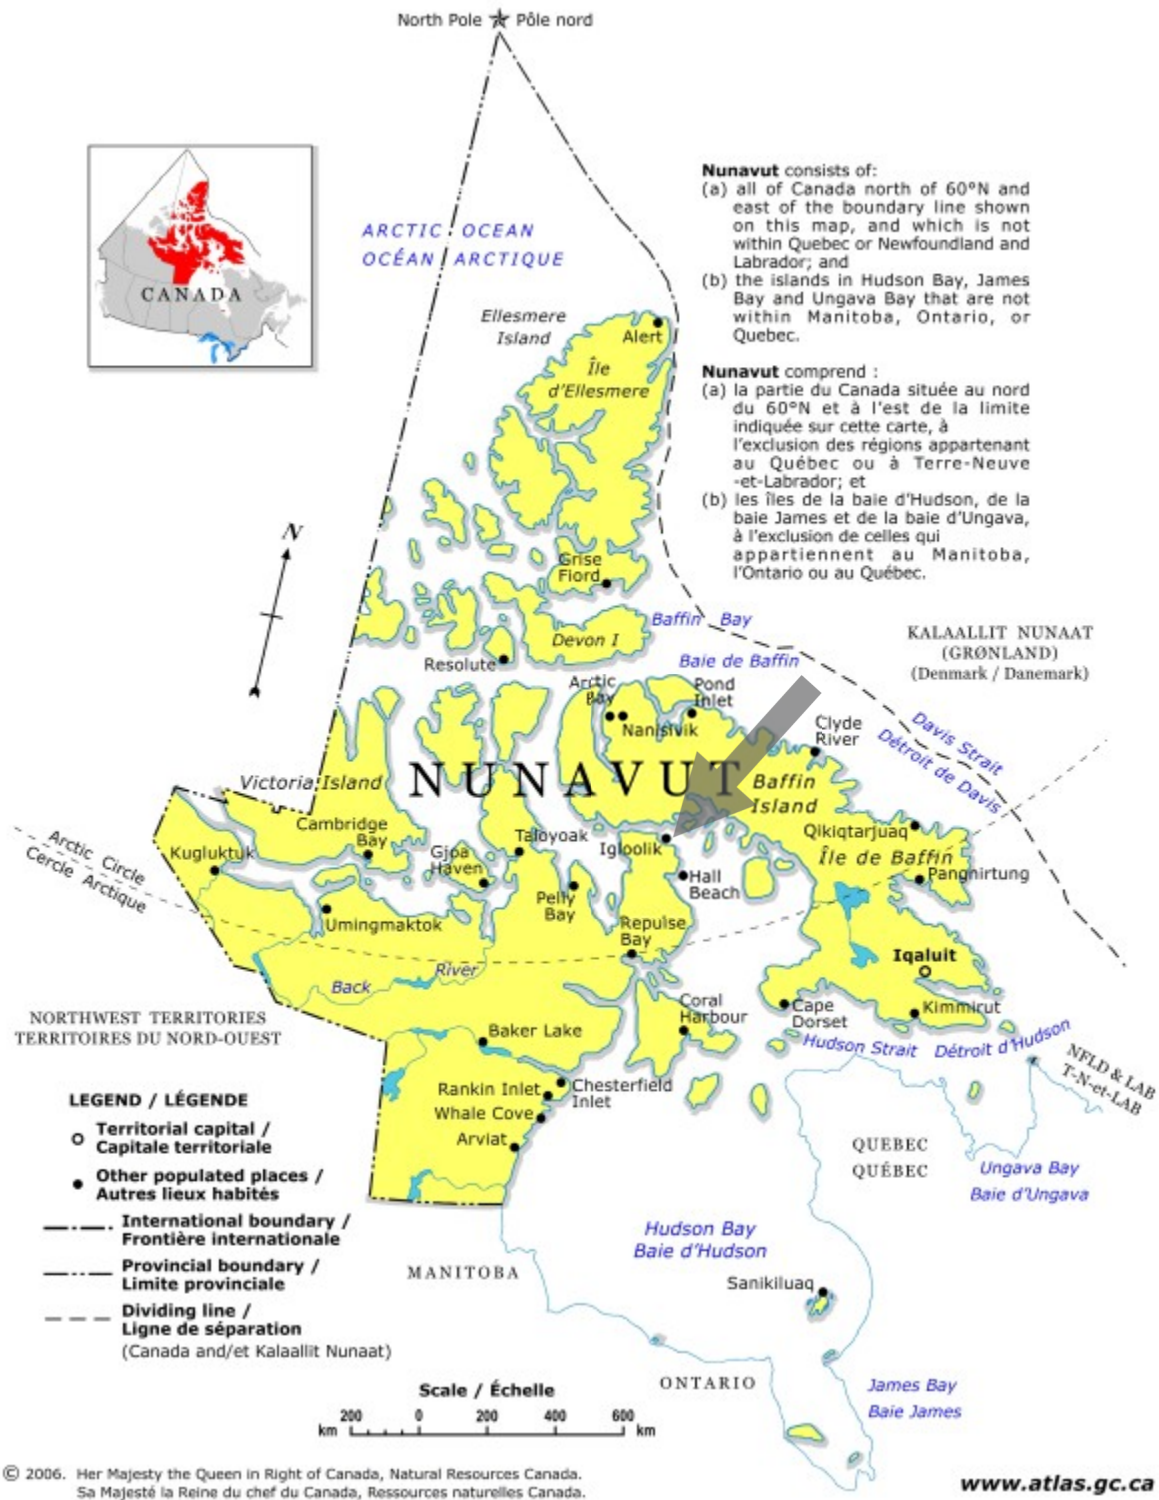 North Pole Pôle nord
CANADA
ARCTIC OCEAN
OCÉAN ARCTIQUE
Nunavut consists of:
(a) all of Canada north of 60°N and
east of the boundary line shown
on this map, and which is not
within Quebec or Newfoundland and
Labrador; and
(b) the islands in Hudson Bay, James
Bay and Ungava Bay that are not
within Manitoba, Ontario, or
Quebec.
Nunavut comprend :
(a) la partie du Canada située au nord
du 60°N et à l'est de la limite
indiquée sur cette carte, à
l'exclusion des régions appartenant
au Québec ou à Terre-Neuve
-et-Labrador; et
(b) les îles de la baie d'Hudson, de la
baie James et de la baie d'Ungava,
à l'exclusion de celles qui
appartiennent au Manitoba,
l'Ontario ou au Québec.
Ellesmere
Island
Alert
Île
d'Ellesmere
N
Grise
Fiord
Devon I
Baffin Bay
Baie de Baffin
KALAALLIT NUNAAT
(GRØNLAND)
(Denmark / Danemark)
Resolute
Arctic
Bay
Pond
Inlet
Nanisivik
Clyde
River
Davis Strait
Détroit de Davis
NUNAVUT
Victoria Island
Baffin
Island
Cambridge
Bay
Taloyoak
Igloolik
Qikiqtarjuaq
Île de Baffin
Arctic Circle
Cercle Arctique
Kugluktuk
Gjoa
Haven
Hall
Beach
Pangnirtung
Pelly
Bay
Umingmaktok
Repulse
Bay
Iqaluit
Back River
Coral
Harbour
Cape
Dorset
Kimmirut
NORTHWEST TERRITORIES
TERRITOIRES DU NORD-OUEST
Baker Lake
Hudson Strait Détroit d'Hudson
NFLD & LAB
T-N-et-LAB
Rankin Inlet
Chesterfield
Inlet
Whale Cove
Arviat
QUEBEC
QUÉBEC
Ungava Bay
Baie d'Ungava
LEGEND / LÉGENDE
Territorial capital /
Capitale territoriale
Other populated places /
Autres lieux habités
International boundary /
Frontière internationale
Provincial boundary /
Limite provinciale
Dividing line /
Ligne de séparation
(Canada and/et Kalaallit Nunaat)
Hudson Bay
Baie d'Hudson
MANITOBA
Sanikiluaq
ONTARIO
James Bay
Baie James
Scale / Échelle
200 0 200 400 600
km km
© 2006. Her Majesty the Queen in Right of Canada, Natural Resources Canada.
Sa Majesté la Reine du chef du Canada, Ressources naturelles Canada.
www.atlas.gc.ca